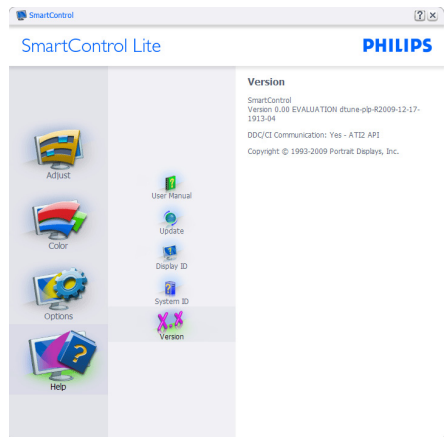 SmartControl
SmartControl Lite
PHILIPS
Adjust
Color
Options
Help
User Manual
Update
Display ID
System ID
X.X
Version
Version
SmartControl
Version 0.00 EVALUATION dtune-plp-R2009-12-17-
1913-04
DDC/CI Communication: Yes - ATI2 API
Copyright © 1993-2009 Portrait Displays, Inc.